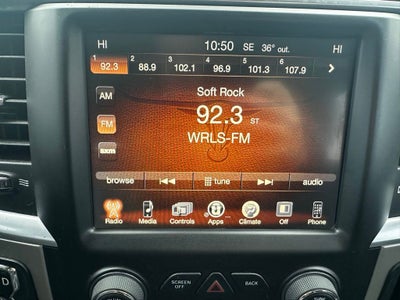 HI 10:50 SE 36° out. HI
1 92.3 2 88.9 3 102.1 4 96.9 5 101.3 6 107.9
AM
Soft Rock
FM
92.3 ST
WRLS-FM
sxm
browse tune audio
Radio Media Controls Apps Climate Off Phone
D
SCREEN OFF BACK